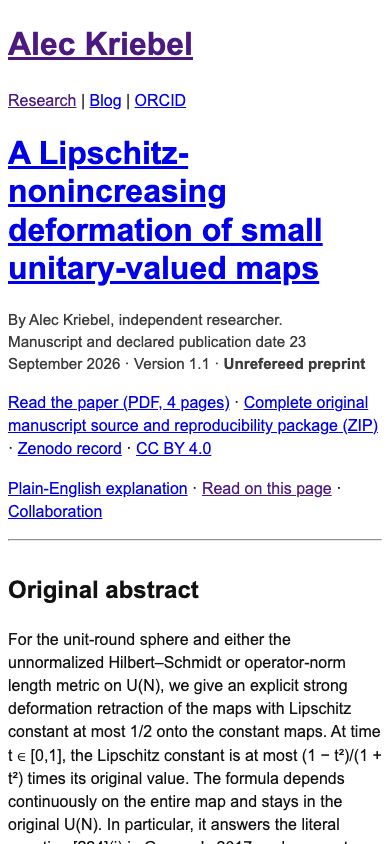 Alec Kriebel
Research | Blog | ORCID
A Lipschitz-
nonincreasing
deformation of small
unitary-valued maps
By Alec Kriebel, independent researcher.
Manuscript and declared publication date 23
September 2026 · Version 1.1 · Unrefereed preprint
Read the paper (PDF, 4 pages) · Complete original
manuscript source and reproducibility package (ZIP)
· Zenodo record · CC BY 4.0
Plain-English explanation · Read on this page ·
Collaboration
Original abstract
For the unit-round sphere and either the
unnormalized Hilbert–Schmidt or operator-norm
length metric on U(N), we give an explicit strong
deformation retraction of the maps with Lipschitz
constant at most 1/2 onto the constant maps. At time
t ∈ [0,1], the Lipschitz constant is at most (1 − t²)/(1 +
t²) times its original value. The formula depends
continuously on the entire map and stays in the
original U(N). In particular, it answers the literal